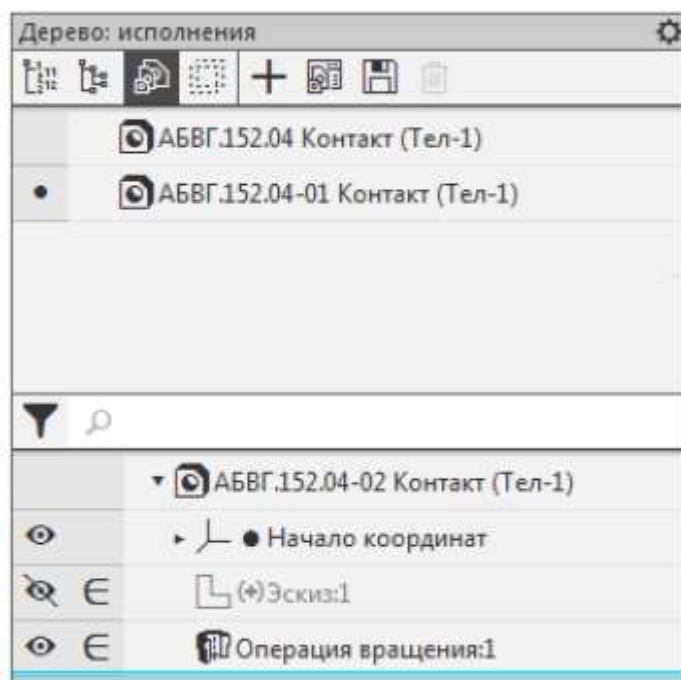 Дерево: исполнения
АБВГ.152.04 Контакт (Тел-1)
АБВГ.152.04-01 Контакт (Тел-1)
АБВГ.152.04-02 Контакт (Тел-1)
Начало координат
(+)Эскиз:1
Операция вращения:1